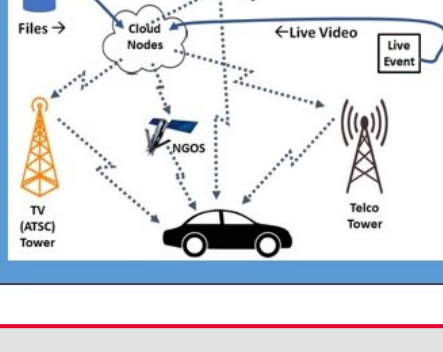 Files →
Cloud
Nodes
←Live Video
Live
Event
NGOS
TV
(ATSC)
Tower
Telco
Tower